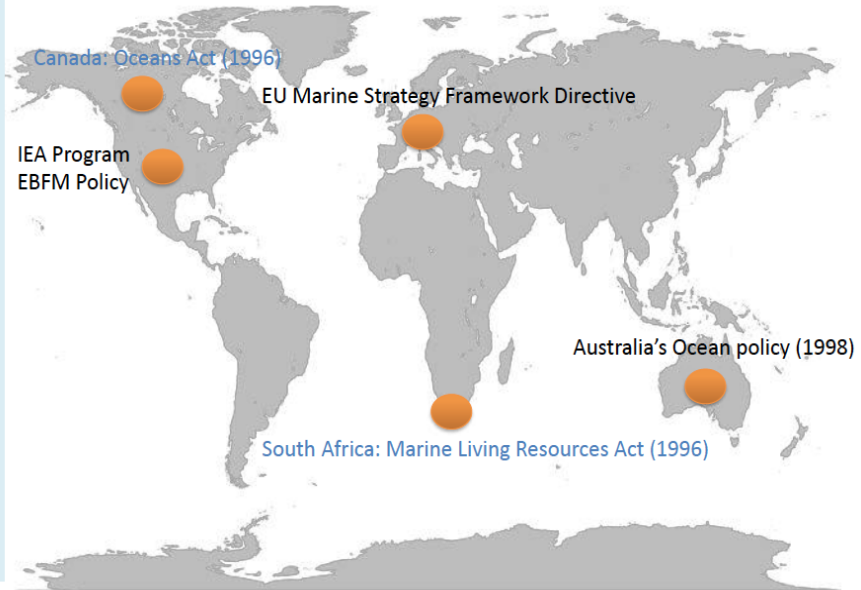 Canada: Oceans Act (1996)
EU Marine Strategy Framework Directive
IEA Program
EBFM Policy
Australia's Ocean policy (1998)
South Africa: Marine Living Resources Act (1996)